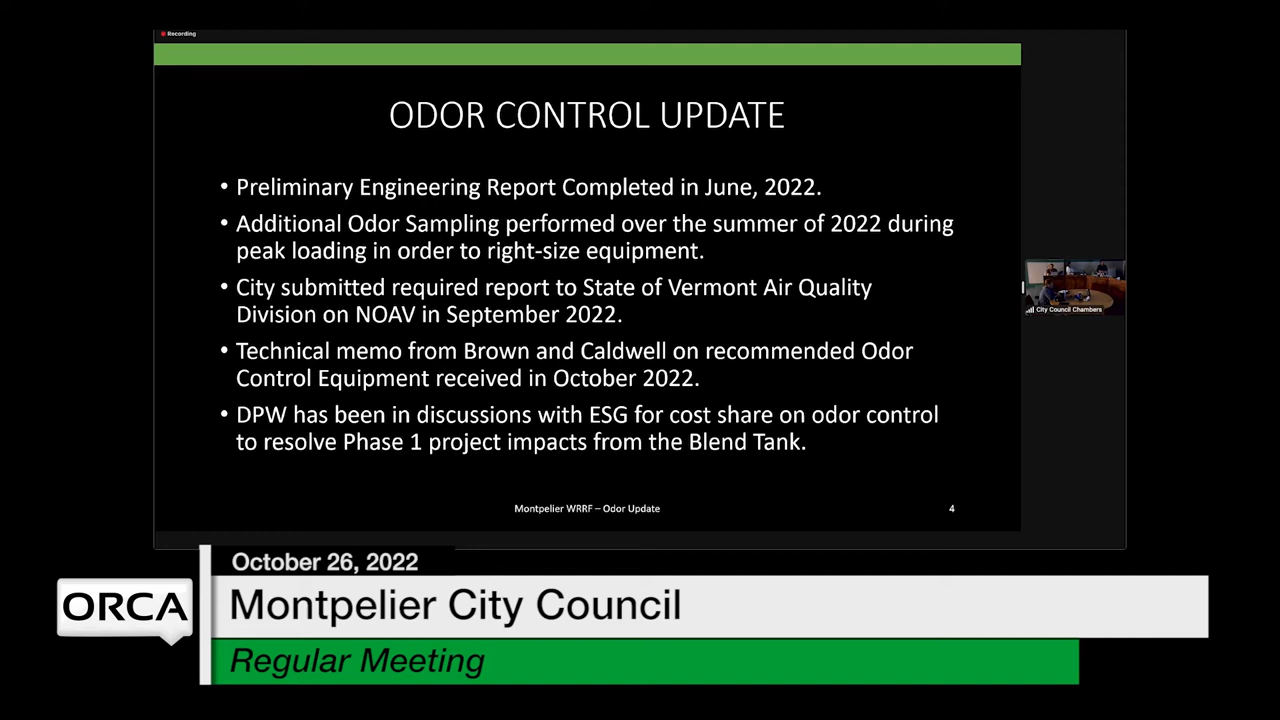 Recording
ODOR CONTROL UPDATE
• Preliminary Engineering Report Completed in June, 2022.
• Additional Odor Sampling performed over the summer of 2022 during
peak loading in order to right-size equipment.
• City submitted required report to State of Vermont Air Quality
Division on NOAV in September 2022.
• Technical memo from Brown and Caldwell on recommended Odor
Control Equipment received in October 2022.
• DPW has been in discussions with ESG for cost share on odor control
to resolve Phase 1 project impacts from the Blend Tank.
Montpelier WRRF – Odor Update
4
City Council Chambers
October 26, 2022
ORCA
Montpelier City Council
Regular Meeting